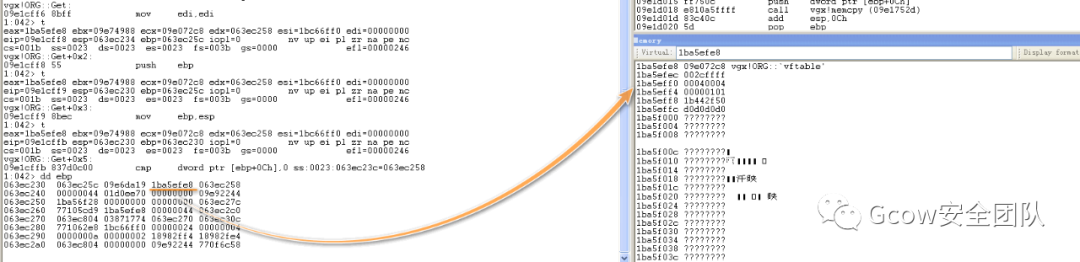 vgx!ORG::Get:
09e1cff6 8bff mov edi,edi
1:042> t
eax=1ba5efe8 ebx=09e74988 ecx=09e072c8 edx=063ec258 esi=1bc66ff0 edi=00000000
eip=09e1cff8 esp=063ec234 ebp=063ec25c iopl=0 nv up ei pl zr na pe nc
cs=001b ss=0023 ds=0023 es=0023 fs=003b gs=0000 efl=00000246
vgx!ORG::Get+0x2:
09e1cff8 55 push ebp
1:042> t
eax=1ba5efe8 ebx=09e74988 ecx=09e072c8 edx=063ec258 esi=1bc66ff0 edi=00000000
eip=09e1cff9 esp=063ec230 ebp=063ec25c iopl=0 nv up ei pl zr na pe nc
cs=001b ss=0023 ds=0023 es=0023 fs=003b gs=0000 efl=00000246
vgx!ORG::Get+0x3:
09e1cff9 8bec mov ebp,esp
1:042> t
eax=1ba5efe8 ebx=09e74988 ecx=09e072c8 edx=063ec258 esi=1bc66ff0 edi=00000000
eip=09e1cffb esp=063ec230 ebp=063ec230 iopl=0 nv up ei pl zr na pe nc
cs=001b ss=0023 ds=0023 es=0023 fs=003b gs=0000 efl=00000246
vgx!ORG::Get+0x5:
09e1cffb 837d0c00 cmp dword ptr [ebp+0Ch],0 ss:0023:063ec23c=063ec258
1:042> dd ebp
063ec230 063ec25c 09e6da19 1ba5efe8 063ec258
063ec240 00000044 01d0ee70 00000000 09e92244
063ec250 1ba56f28 00000000 00000020 063ec27c
063ec260 77105cd9 1ba5efe8 00000044 063ec2c0
063ec270 063ec804 03871774 063ec270 063ec30c
063ec280 771062e8 1bc66ff0 00000024 00000004
063ec290 0000000a 00000002 18982ff4 18982fe4
063ec2a0 063ec804 00000000 09e92244 770f6c58
09e1d018 e810a5ffff call vgx!memcpy (09e1752d)
09e1d01d 83c40c add esp,0Ch
09e1d020 5d pop ebp
Memory
Virtual: 1ba5efe8 Display format
1ba5efe8 09e072c8 vgx!ORG::`vftable'
1ba5efec 002cffff
1ba5eff0 00040004
1ba5eff4 00000101
1ba5eff8 1b442f50
1ba5effc d0d0d0d0
1ba5f000 ????????
1ba5f004 ????????
1ba5f008 ????????
1ba5f00c ????????
1ba5f010 ????????
1ba5f014 ????????
1ba5f018 ????????
1ba5f01c ????????
1ba5f020 ????????
1ba5f024 ????????
1ba5f028 ????????
1ba5f02c ????????
1ba5f030 ????????
1ba5f034 ????????
1ba5f038 ????????
1ba5f03c ????????
Gcow安全团队